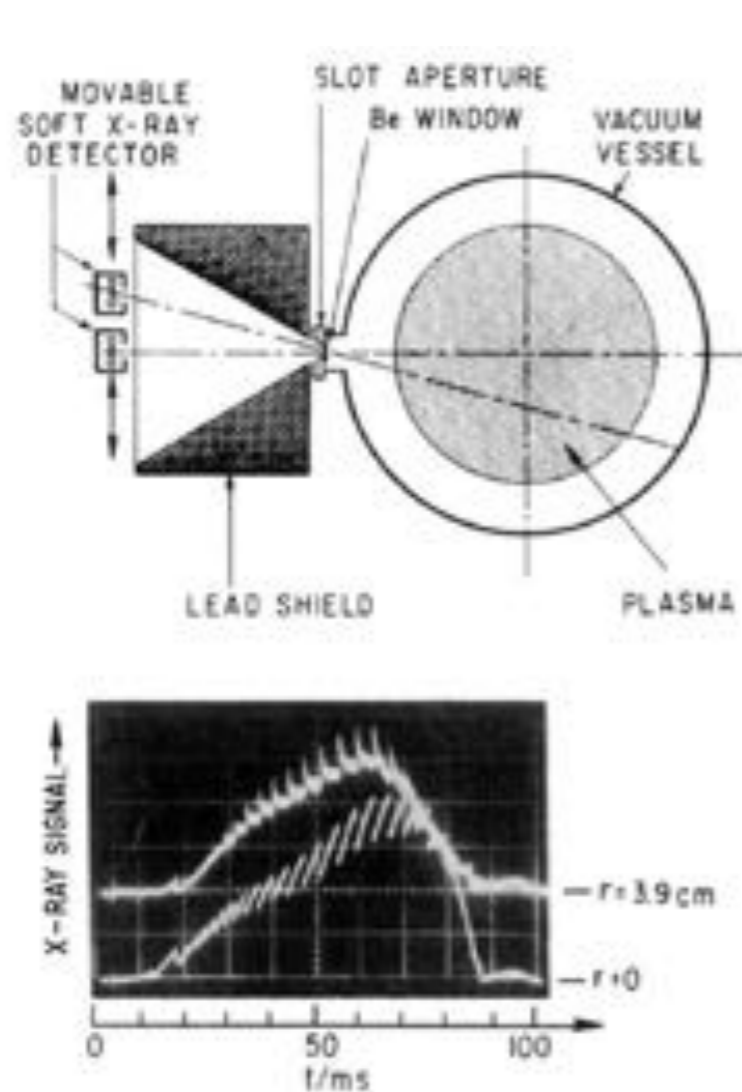 SLOT APERTURE
MOVABLE
SOFT X-RAY
DETECTOR
Be WINDOW
VACUUM
VESSEL
LEAD SHIELD
PLASMA
X-RAY SIGNAL→
r=3.9cm
r=0
0 50 100
t/ms